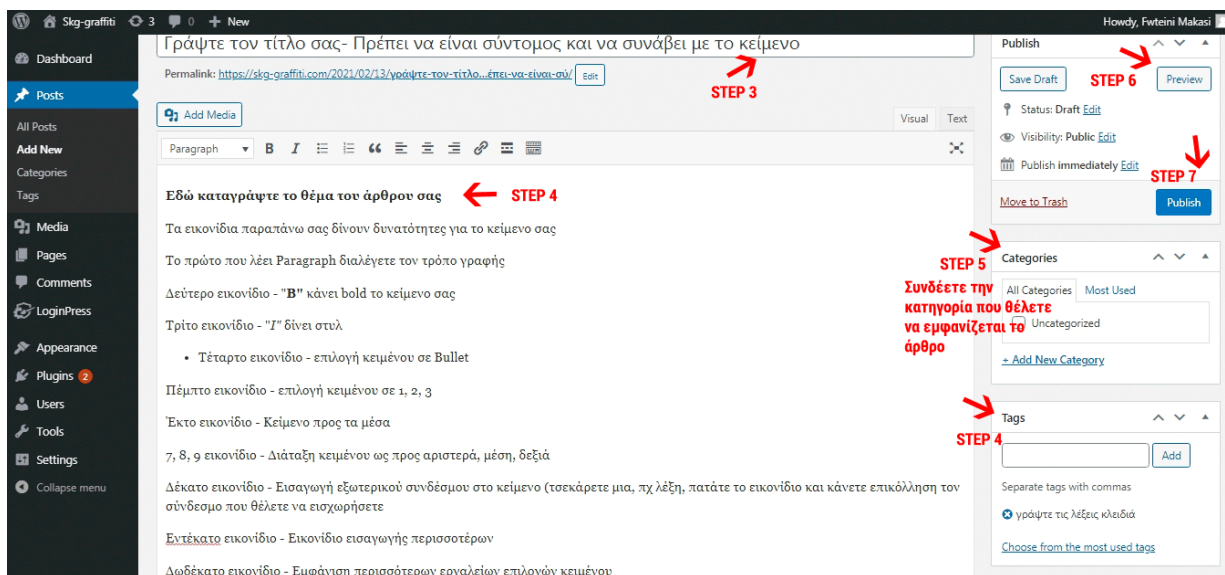 Skg-graffiti 3 0 + New
Howdy, Fwteini Makasi
Dashboard
Posts
All Posts
Add New
Categories
Tags
Media
Pages
Comments
LoginPress
Appearance
Plugins 2
Users
Tools
Settings
Collapse menu
Γράψτε τον τίτλο σας- Πρέπει να είναι σύντομος και να συνάβει με το κείμενο
Permalink: https://skg-graffiti.com/2021/02/13/γράψτε-τον-τίτλο...έπει-να-είναι-σύ/ Edit
STEP 3
Add Media
Visual Text
Paragraph B I
Εδώ καταγράψτε το θέμα του άρθρου σας
STEP 4
Τα εικονίδια παραπάνω σας δίνουν δυνατότητες για το κείμενο σας
Το πρώτο που λέει Paragraph διαλέγετε τον τρόπο γραφής
Δεύτερο εικονίδιο - "B" κάνει bold το κείμενο σας
Τρίτο εικονίδιο - "I" δίνει στυλ
• Τέταρτο εικονίδιο - επιλογή κειμένου σε Bullet
Πέμπτο εικονίδιο - επιλογή κειμένου σε 1, 2, 3
Έκτο εικονίδιο - Κείμενο προς τα μέσα
7, 8, 9 εικονίδιο - Διάταξη κειμένου ως προς αριστερά, μέση, δεξιά
Δέκατο εικονίδιο - Εισαγωγή εξωτερικού συνδέσμου στο κείμενο (τσεκάρετε μια, πχ λέξη, πατάτε το εικονίδιο και κάνετε επικόλληση τον
σύνδεσμο που θέλετε να εισχωρήσετε
Εντέκατο εικονίδιο - Εικονίδιο εισαγωγής περισσοτέρων
Δωδέκατο εικονίδιο - Εμφάνιση περισσότερων εργαλείων επιλογών κειμένου
Publish
Save Draft
STEP 6
Preview
Status: Draft Edit
Visibility: Public Edit
Publish immediately Edit
STEP 7
Move to Trash
Publish
STEP 5
Συνδέετε την
κατηγορία που θέλετε
να εμφανίζεται το
άρθρο
Categories
All Categories Most Used
Uncategorized
+ Add New Category
Tags
STEP 4
Add
Separate tags with commas
γράψτε τις λέξεις κλειδιά
Choose from the most used tags